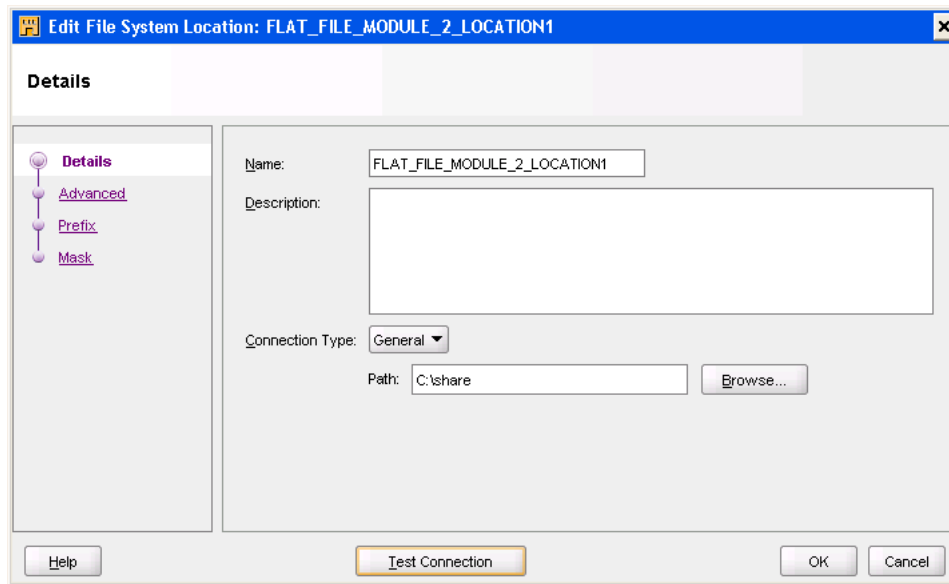 Edit File System Location: FLAT_FILE_MODULE_2_LOCATION1
Details
Details
Advanced
Prefix
Mask
Name: FLAT_FILE_MODULE_2_LOCATION1
Description:
Connection Type: General
Path: C:\share Browse...
Help Test Connection OK Cancel